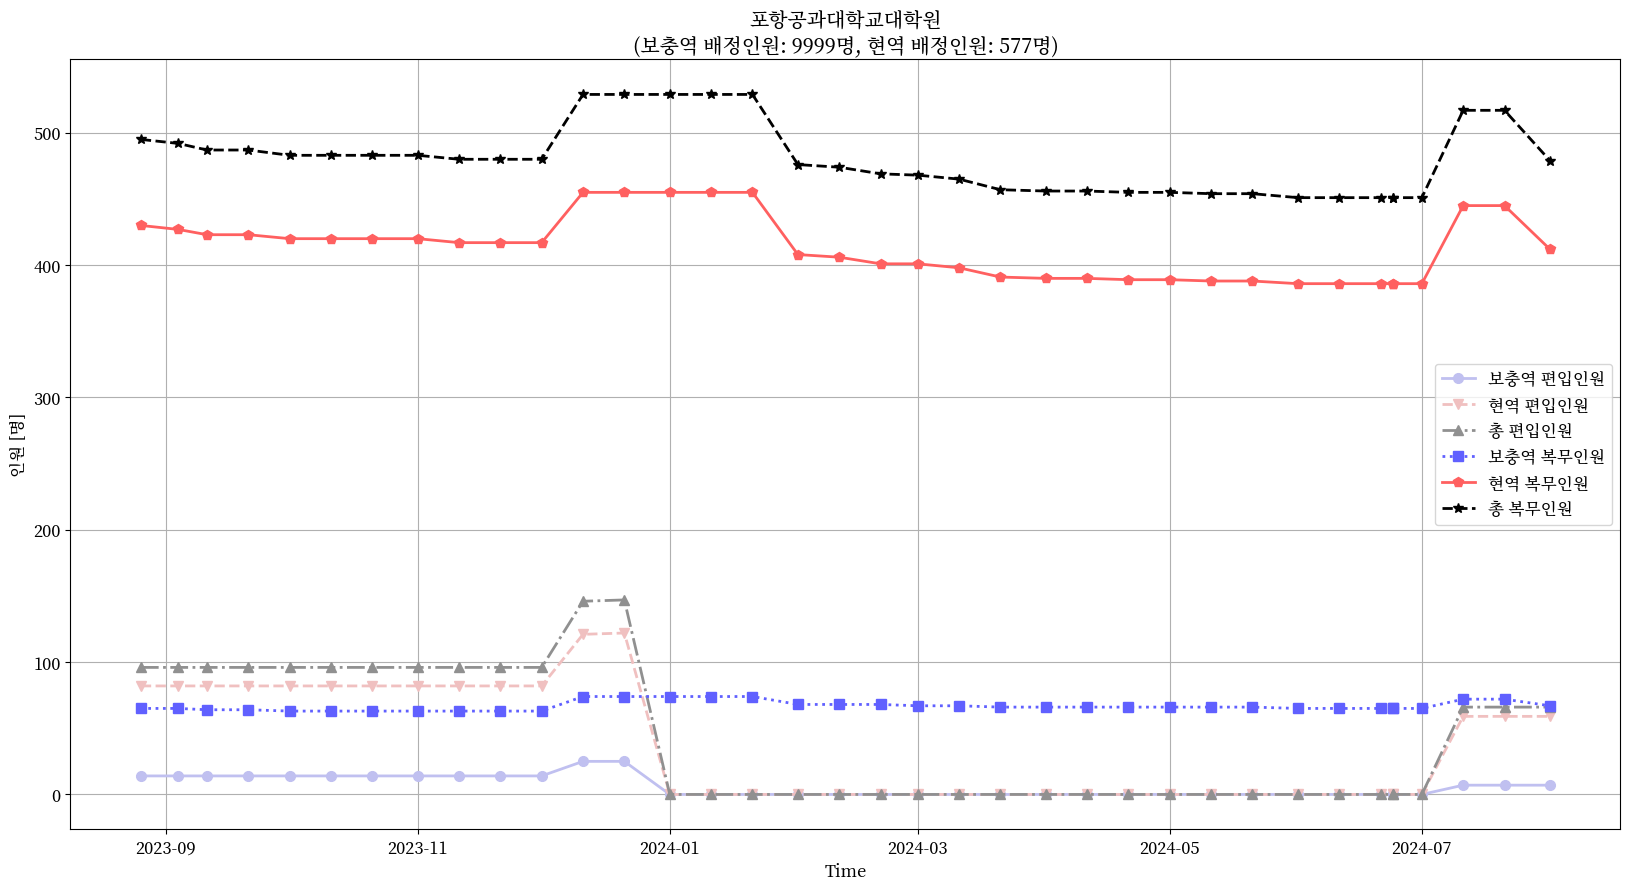 포항공과대학교대학원
(보충역 배정인원: 9999명, 현역 배정인원: 577명)
인원 [명]
500
400
300
200
100
0
보충역 편입인원
현역 편입인원
총 편입인원
보충역 복무인원
현역 복무인원
총 복무인원
2023-09
2023-11
2024-01
2024-03
2024-05
2024-07
Time